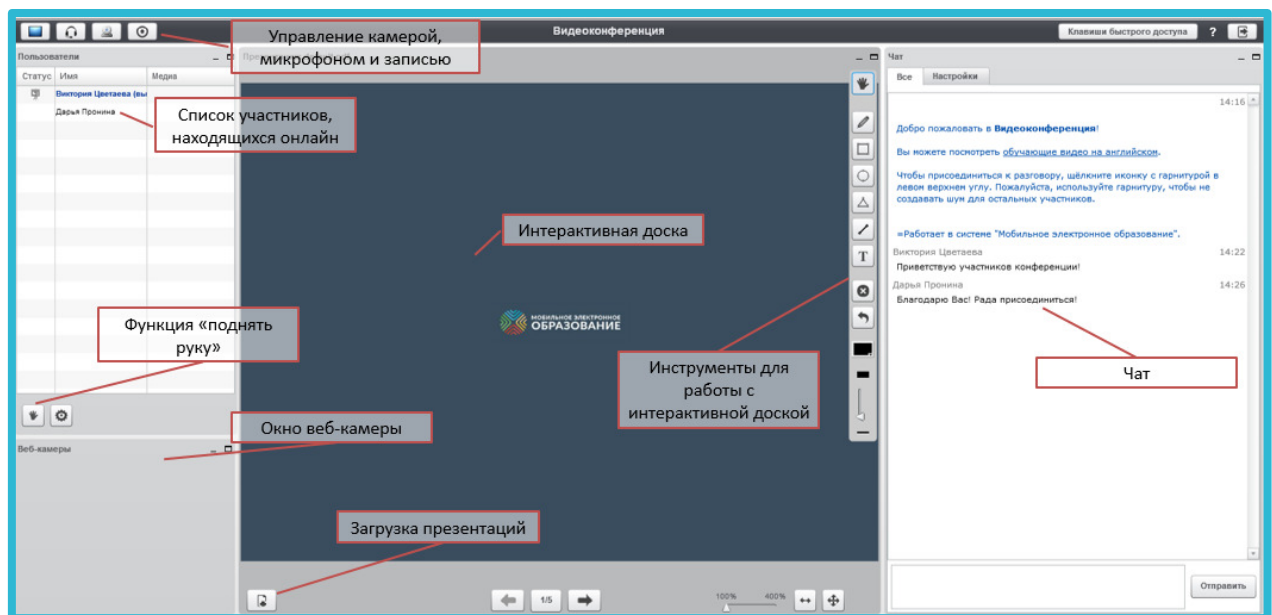 Управление камерой,
микрофоном и записью
Видеоконференция
Клавиши быстрого доступа
?
Пользователи
Статус Имя Медиа
Виктория Цветаева (вы
Дарья Пронина
Список участников,
находящихся онлайн
Функция «поднять
руку»
Окно веб-камеры
Веб-камеры
Интерактивная доска
МОБИЛЬНОЕ ЭЛЕКТРОННОЕ
ОБРАЗОВАНИЕ
T
Инструменты для
работы с
интерактивной доской
Загрузка презентаций
1/5
100% 400%
Чат
Все Настройки
14:16
Добро пожаловать в Видеоконференция!
Вы можете посмотреть обучающие видео на английском.
Чтобы присоединиться к разговору, щёлкните иконку с гарнитурой в
левом верхнем углу. Пожалуйста, используйте гарнитуру, чтобы не
создавать шум для остальных участников.
=Работает в системе "Мобильное электронное образование".
Виктория Цветаева 14:22
Приветствую участников конференции!
Дарья Пронина 14:26
Благодарю Вас! Рада присоединиться!
Чат
Отправить